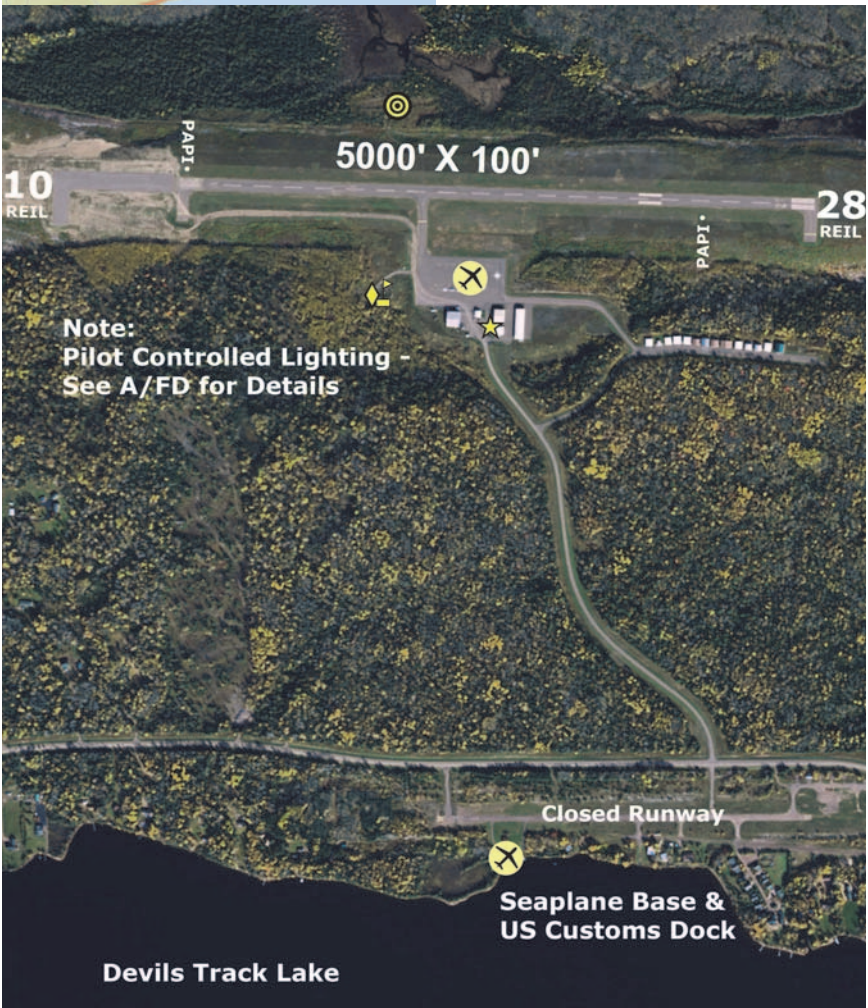 PAPI
5000' X 100'
10
REIL
28
REIL
PAPI
Note:
Pilot Controlled Lighting -
See A/FD for Details
Closed Runway
Seaplane Base &
US Customs Dock
Devils Track Lake